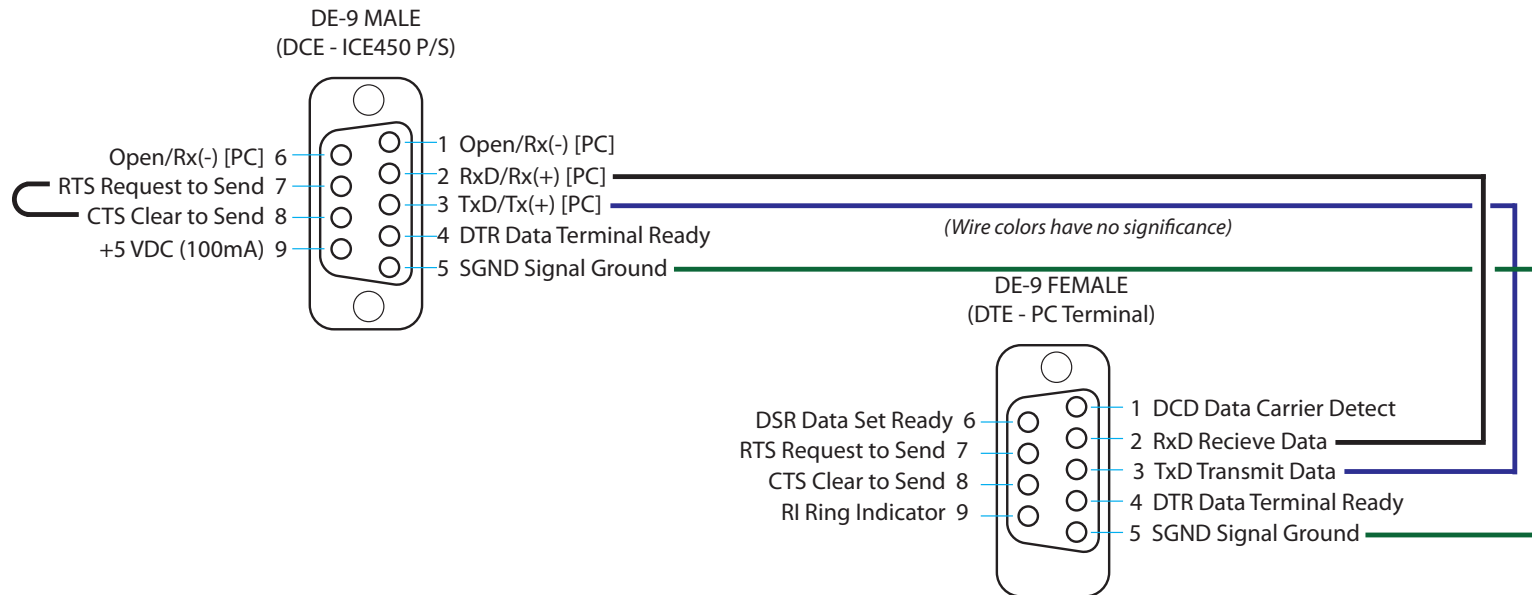 DE-9 MALE
(DCE - ICE450 P/S)
Open/Rx(-) [PC] 6
RTS Request to Send 7
CTS Clear to Send 8
+5 VDC (100mA) 9
1 Open/Rx(-) [PC]
2 RxD/Rx(+) [PC]
3 TxD/Tx(+) [PC]
4 DTR Data Terminal Ready
5 SGND Signal Ground
(Wire colors have no significance)
DE-9 FEMALE
(DTE - PC Terminal)
DSR Data Set Ready 6
RTS Request to Send 7
CTS Clear to Send 8
RI Ring Indicator 9
1 DCD Data Carrier Detect
2 RxD Recieve Data
3 TxD Transmit Data
4 DTR Data Terminal Ready
5 SGND Signal Ground